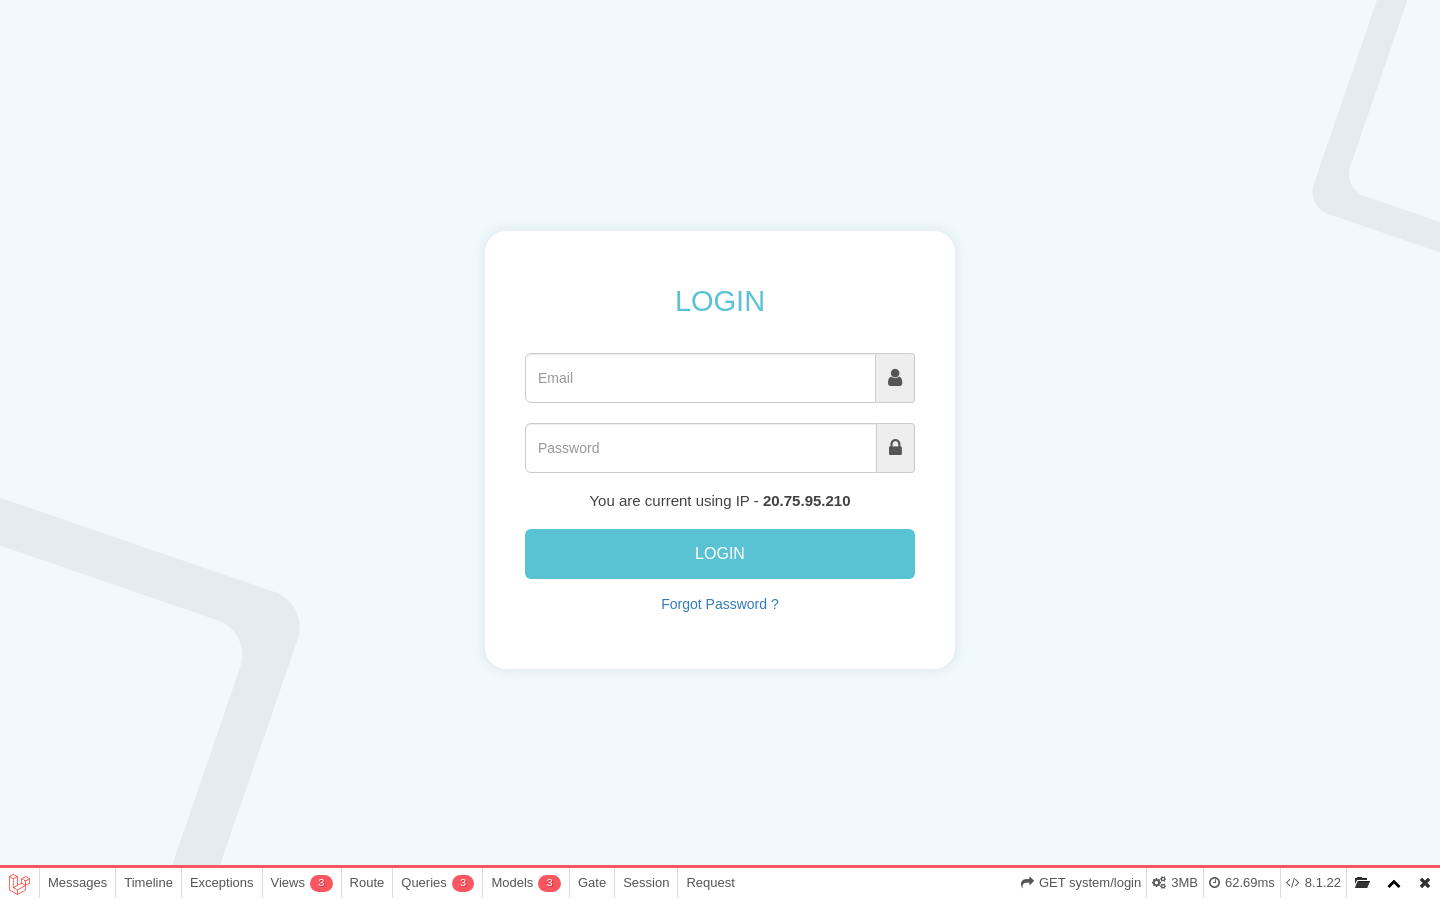 LOGIN
Email
Password
You are current using IP - 20.75.95.210
LOGIN
Forgot Password ?
Messages Timeline Exceptions Views 3 Route Queries 3 Models 3 Gate Session Request GET system/login 3MB 62.69ms 8.1.22